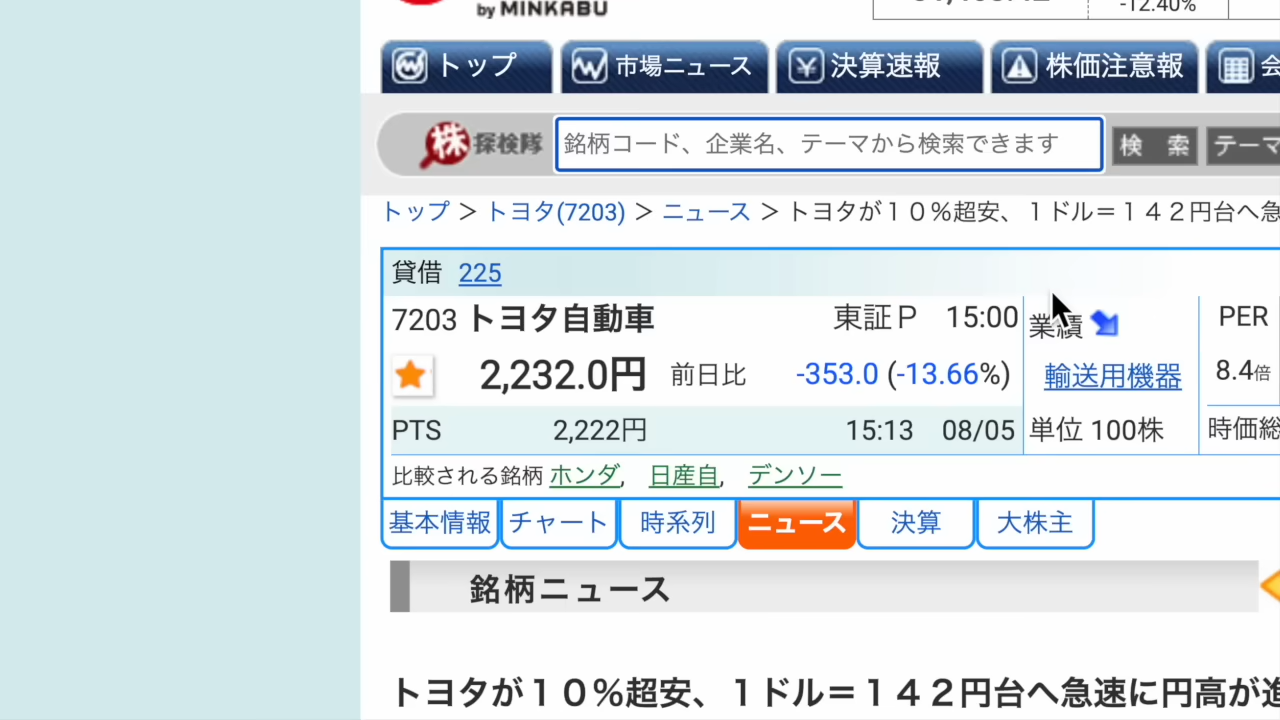 by MINKABU
-12.40%
トップ
市場ニュース
決算速報
株価注意報
会
株 探検隊
銘柄コード、企業名、テーマから検索できます
検 索
テーマ
トップ > トヨタ(7203) > ニュース > トヨタが１０％超安、１ドル＝１４２円台へ急
貸借 225
7203 トヨタ自動車 東証Ｐ 15:00
業績
PER
2,232.0円 前日比 -353.0 (-13.66%)
輸送用機器
8.4倍
PTS 2,222円 15:13 08/05
単位 100株
時価総
比較される銘柄 ホンダ, 日産自, デンソー
基本情報 チャート 時系列 ニュース 決算 大株主
銘柄ニュース
トヨタが１０％超安、１ドル＝１４２円台へ急速に円高が進